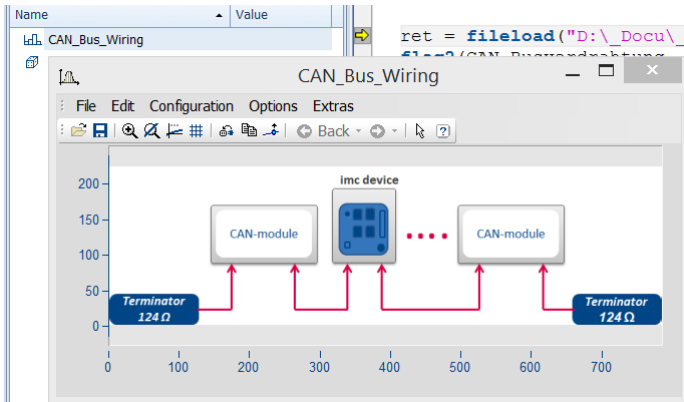 Name Value
CAN_Bus_Wiring
ret = fileload("D:\_Docu\_
CAN_Bus_Wiring
File Edit Configuration Options Extras
Back
imc device
200
150
CAN-module
CAN-module
100
50
Terminator
124 Ω
Terminator
124 Ω
0
0 100 200 300 400 500 600 700